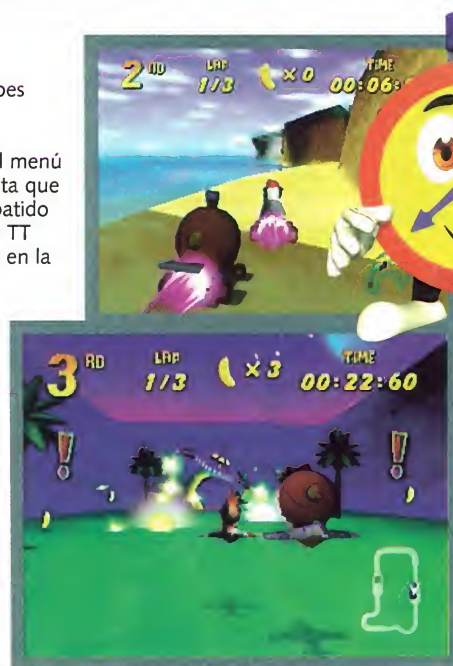 bes
l menú
ta que
batido
TT
en la
2ND LAP 1/3 × 0 TIME 00:06:
3RD LAP 1/3 × 3 TIME 00:22:60
! !